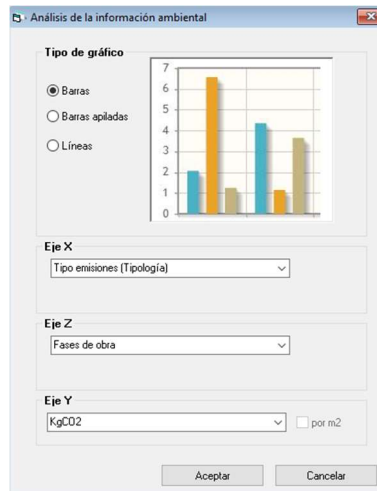 Análisis de la información ambiental
Tipo de gráfico
Barras
Barras apiladas
Líneas
7
6
5
4
3
2
1
0
Eje X
Tipo emisiones (Tipología)
Eje Z
Fases de obra
Eje Y
KgCO2
por m2
Aceptar
Cancelar